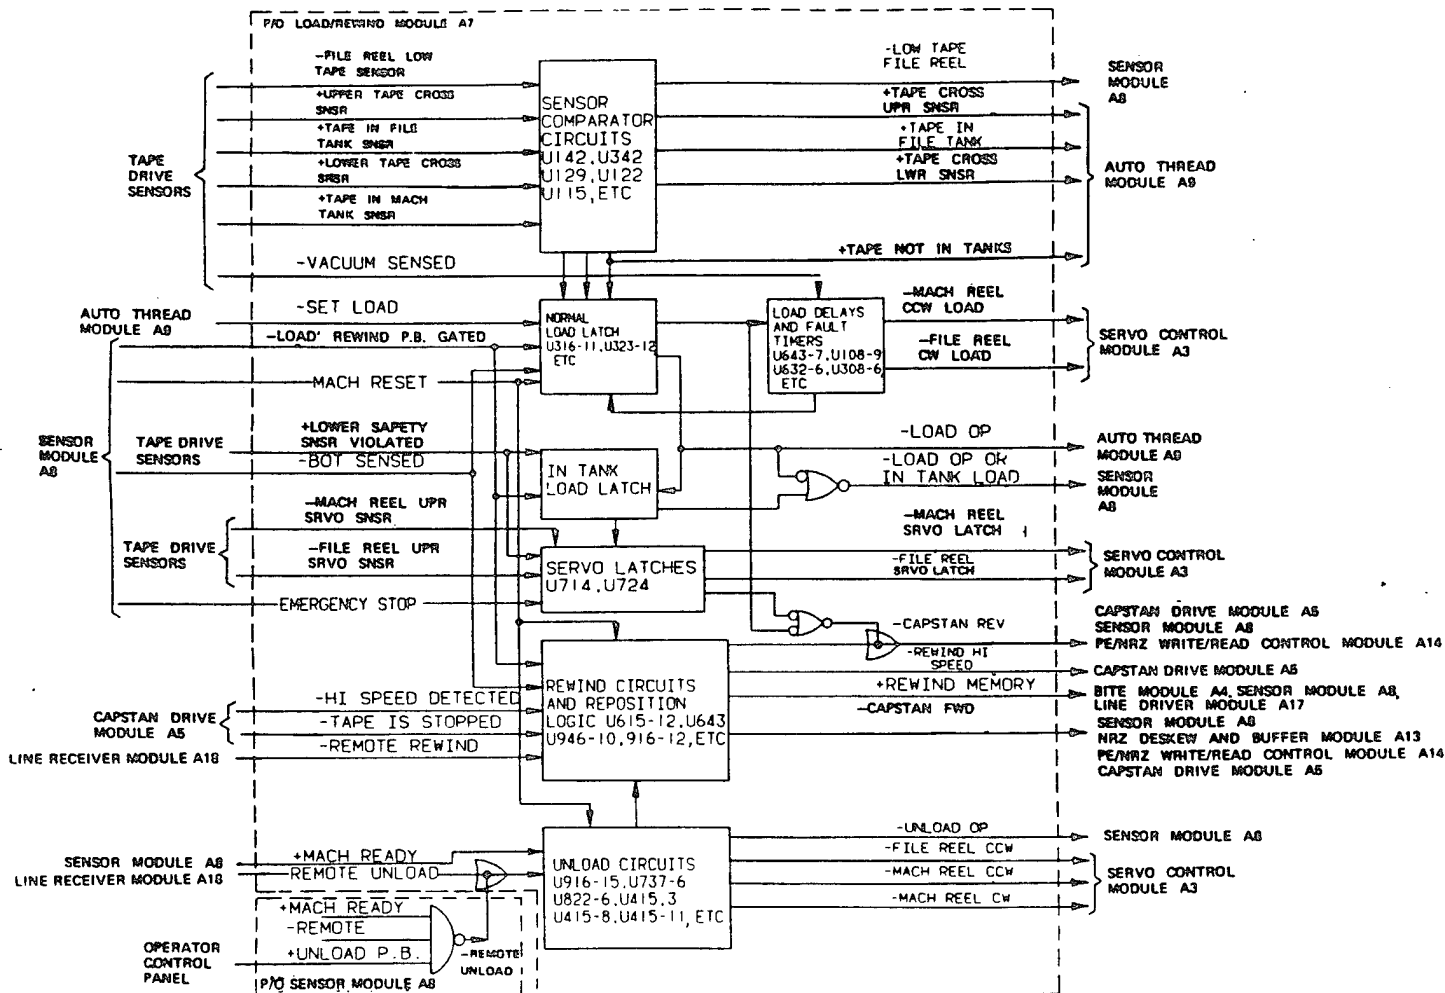 P/O LOAD/REWIND MODULE A7
-FILE REEL LOW
TAPE SENSOR
+UPPER TAPE CROSS
SNSR
+TAPE IN FILE
TANK SNSR
+LOWER TAPE CROSS
SNSR
+TAPE IN MACH
TANK SNSR
TAPE
DRIVE
SENSORS
SENSOR
COMPARATOR
CIRCUITS
U142,U342
U129,U122
U115,ETC
-LOW TAPE
FILE REEL
+TAPE CROSS
UPR SNSR
+TAPE IN
FILE TANK
+TAPE CROSS
LWR SNSR
+TAPE NOT IN TANKS
SENSOR
MODULE
A8
AUTO THREAD
MODULE A9
-VACUUM SENSED
-SET LOAD
AUTO THREAD
MODULE A9
-LOAD' REWIND P.B. GATED
MACH RESET
NORMAL
LOAD LATCH
U316-11,U323-12
ETC
LOAD DELAYS
AND FAULT
TIMERS
U643-7,U108-9
U632-6,U308-6,
ETC
-MACH REEL
CCW LOAD
-FILE REEL
CW LOAD
SERVO CONTROL
MODULE A3
SENSOR
MODULE
A8
TAPE DRIVE
SENSORS
+LOWER SAPETY
SNSR VIOLATED
-BOT SENSED
IN TANK
LOAD LATCH
-LOAD OP
-LOAD OP OR
IN TANK LOAD
AUTO THREAD
MODULE A9
SENSOR
MODULE
A8
-MACH REEL UPR
SRVO SNSR
-FILE REEL UPR
SRVO SNSR
TAPE DRIVE
SENSORS
EMERGENCY STOP
SERVO LATCHES
U714,U724
-MACH REEL
SRVO LATCH
-FILE REEL
SRVO LATCH
SERVO CONTROL
MODULE A3
-CAPSTAN REV
CAPSTAN DRIVE MODULE A5
SENSOR MODULE A8
PE/NRZ WRITE/READ CONTROL MODULE A14
-REWIND HI
SPEED
CAPSTAN DRIVE MODULE A5
+REWIND MEMORY
BITE MODULE A4, SENSOR MODULE A8,
LINE DRIVER MODULE A17
-CAPSTAN FWD
SENSOR MODULE A8
NRZ DESKEW AND BUFFER MODULE A13
PE/NRZ WRITE/READ CONTROL MODULE A14
CAPSTAN DRIVE MODULE A5
REWIND CIRCUITS
AND REPOSITION
LOGIC U615-12,U643
U946-10,916-12,ETC
-HI SPEED DETECTED
-TAPE IS STOPPED
-REMOTE REWIND
CAPSTAN DRIVE
MODULE A5
LINE RECEIVER MODULE A18
SENSOR MODULE A8
LINE RECEIVER MODULE A18
+MACH READY
REMOTE UNLOAD
UNLOAD CIRCUITS
U916-15,U737-6
U822-6,U415,3
U415-8,U415-11,ETC
-UNLOAD OP
-FILE REEL CCW
-MACH REEL CCW
-MACH REEL CW
SENSOR MODULE A8
SERVO CONTROL
MODULE A3
+MACH READY
-REMOTE
+UNLOAD P.B.
OPERATOR
CONTROL
PANEL
-REMOTE
UNLOAD
P/O SENSOR MODULE A8